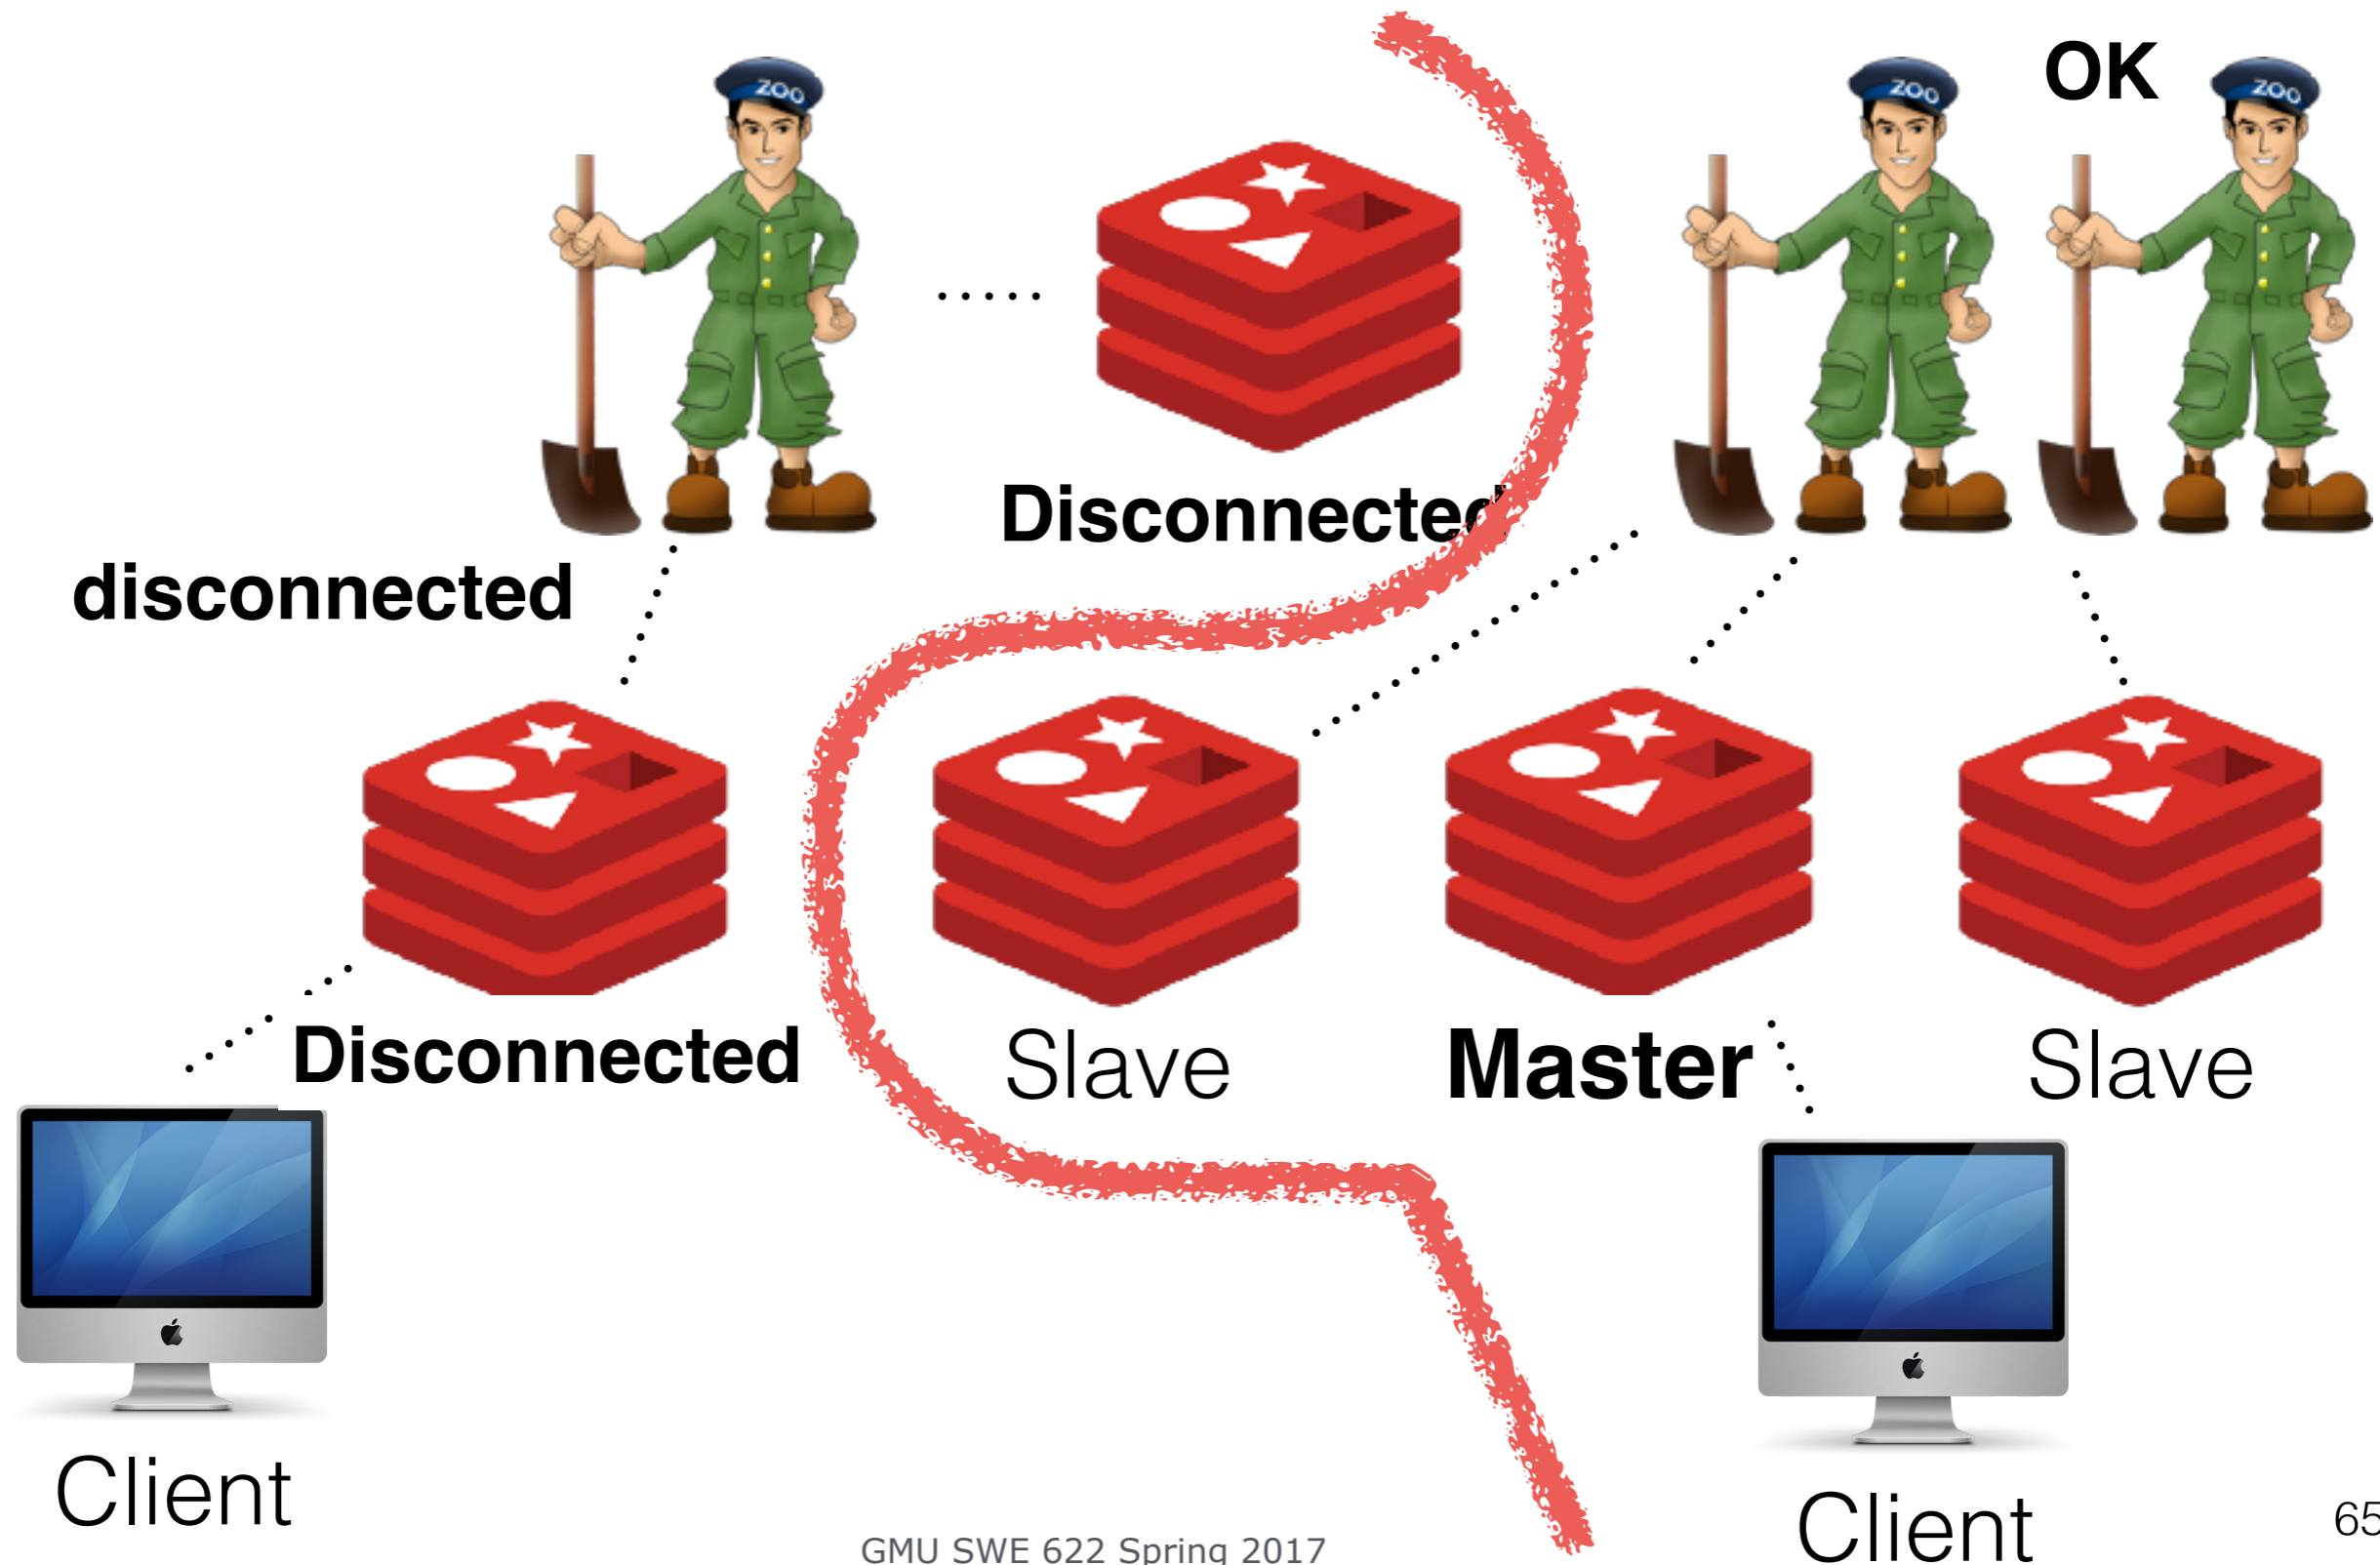 ZOO
ZOO
OK
ZOO
Disconnected
disconnected
Disconnected
Slave
Master
Slave
Client
Client
65
GMU SWE 622 Spring 2017